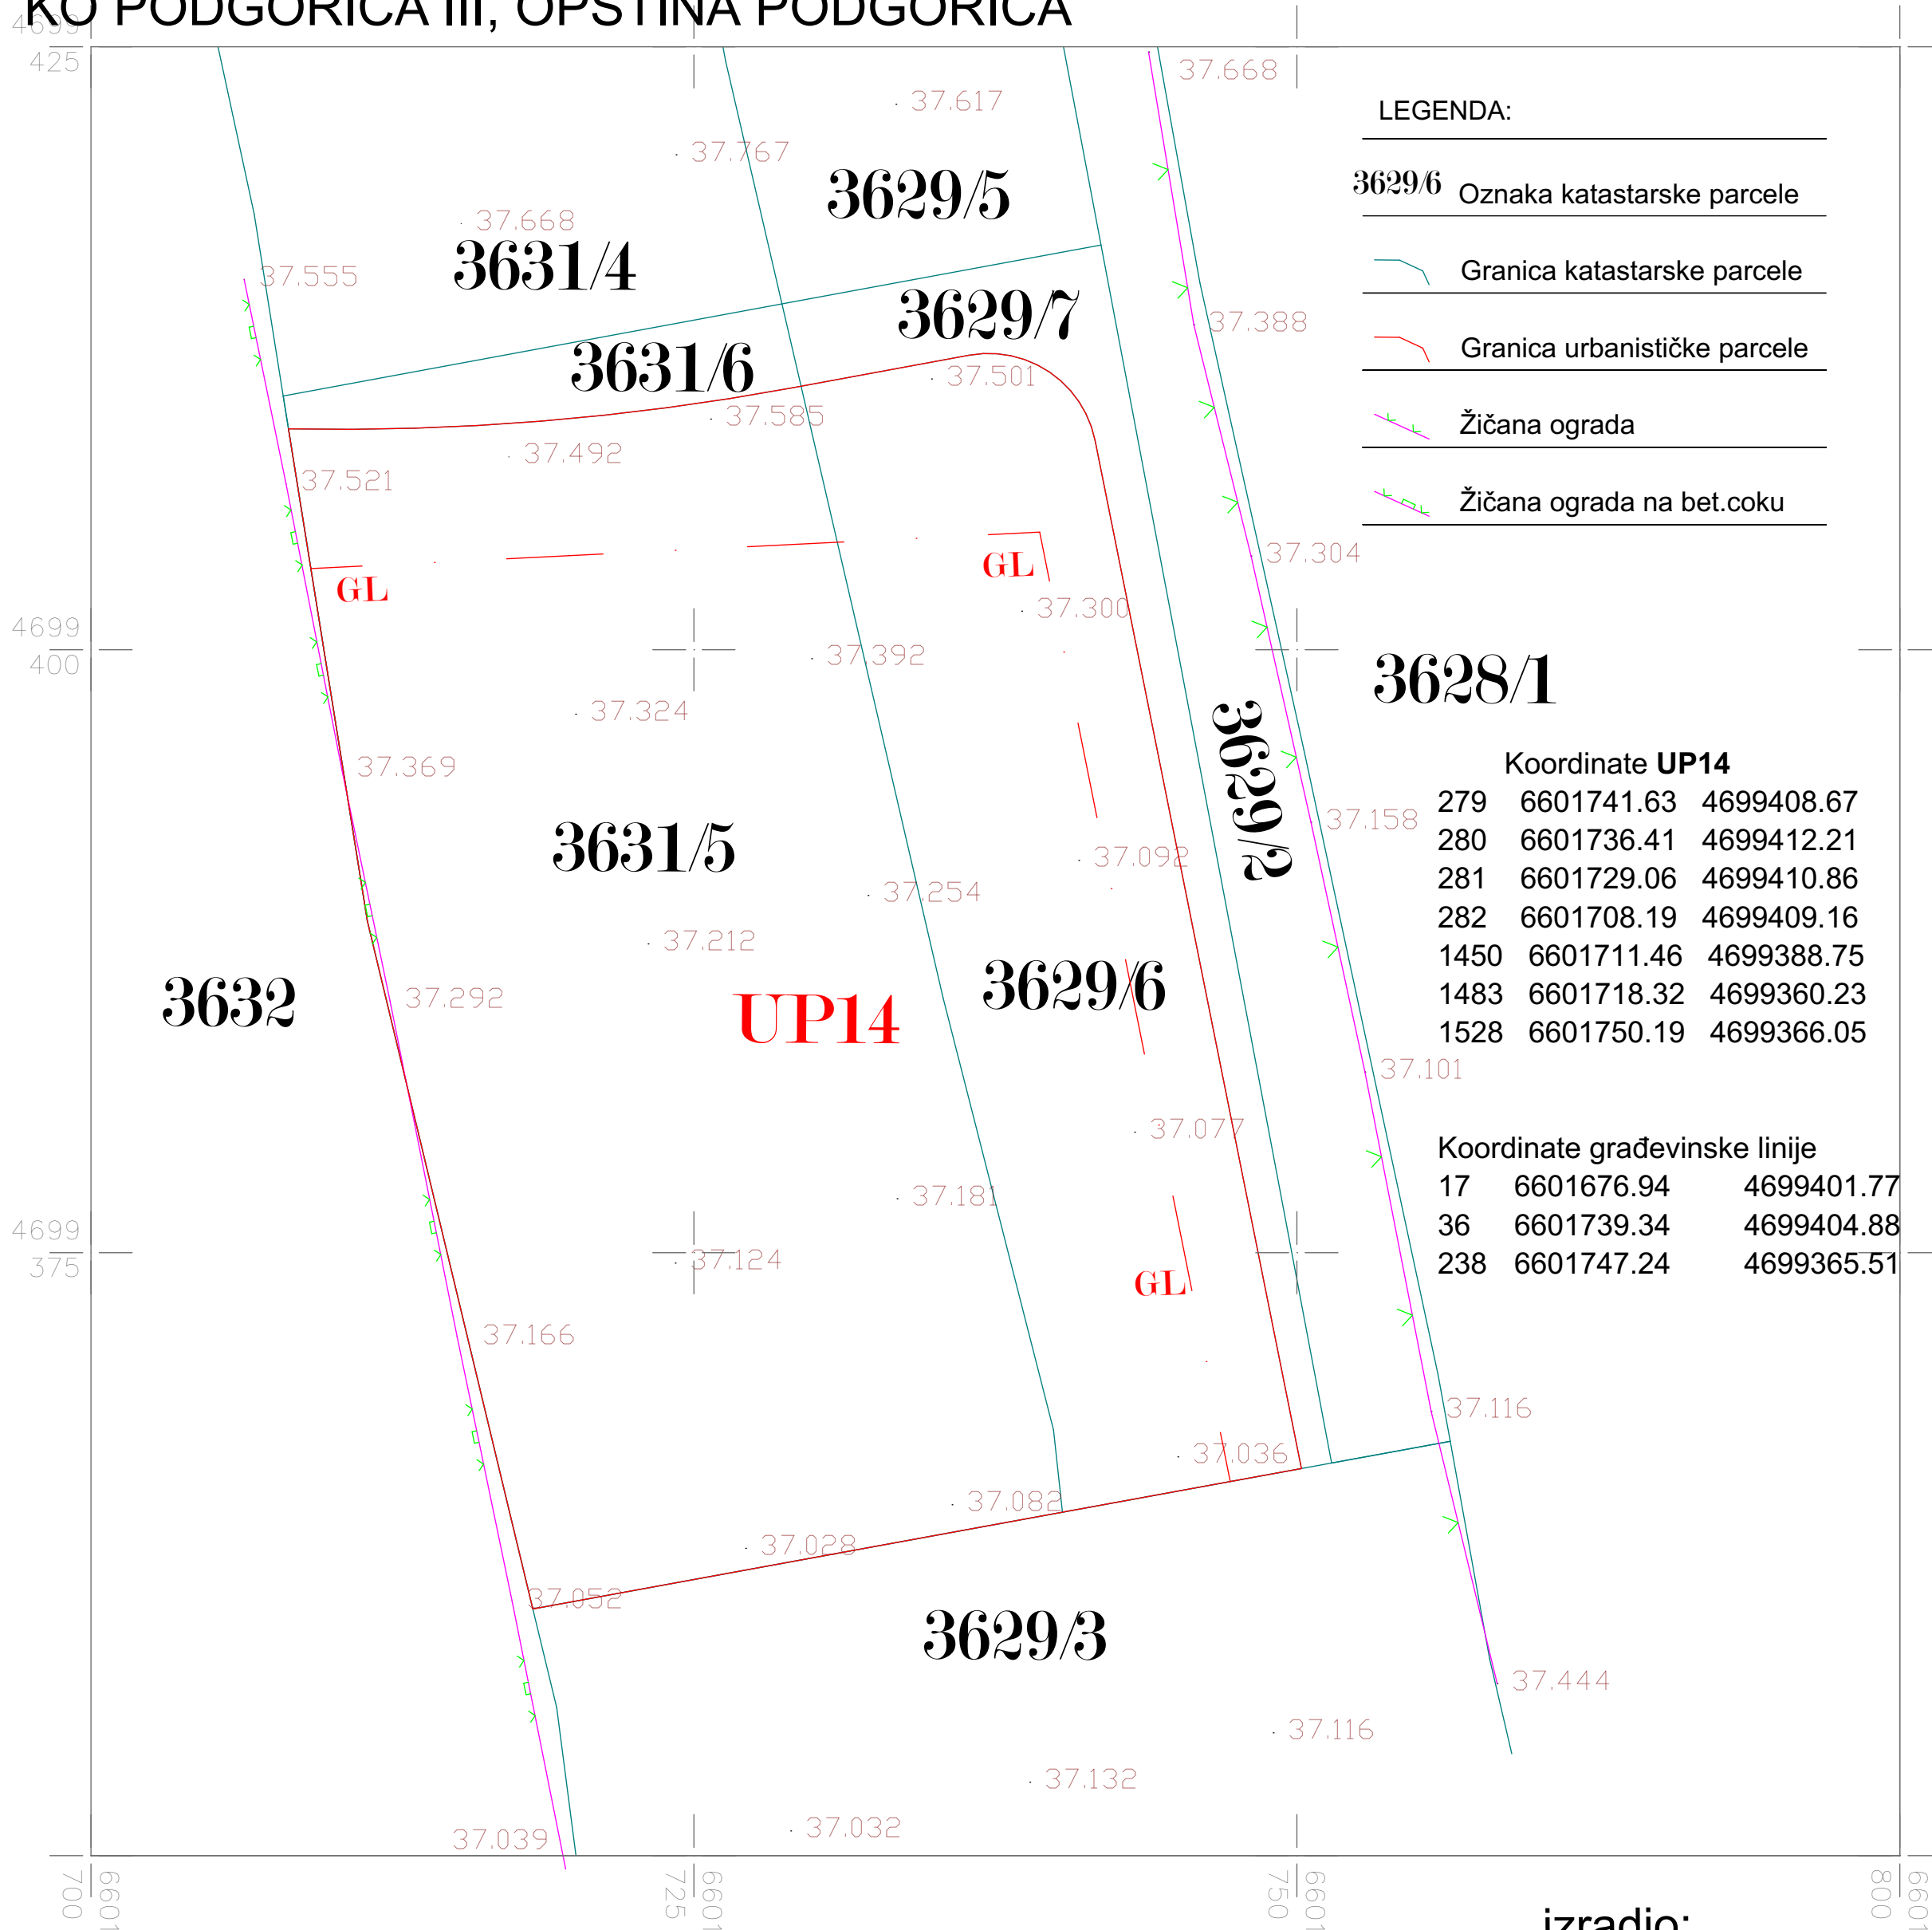 KO PODGORICA III, OPŠTINA PODGORICA
4699
425
37.668
37.617
LEGENDA:
37.767
3629/6 Oznaka katastarske parcele
3629/5
37.668
3631/4
37.555
Granica katastarske parcele
3629/7
37.388
Granica urbanističke parcele
3631/6
37.501
37.585
Žičana ograda
37.492
37.521
Žičana ograda na bet.coku
37.304
GL
GL
37.300
4699
400
37.392
3628/1
37.324
3629/2
37.369
Koordinate UP14
279 6601741.63 4699408.67
280 6601736.41 4699412.21
281 6601729.06 4699410.86
282 6601708.19 4699409.16
1450 6601711.46 4699388.75
1483 6601718.32 4699360.23
1528 6601750.19 4699366.05
37.158
3631/5
37.092
37.254
37.212
3632
37.292
UP14
3629/6
37.101
37.077
Koordinate građevinske linije
17 6601676.94 4699401.77
36 6601739.34 4699404.88
238 6601747.24 4699365.51
37.181
4699
375
37.124
GL
37.166
37.116
37.036
37.082
37.028
37.052
3629/3
37.444
37.116
37.132
37.032
37.039
6601
700
6601
725
6601
750
6601
800
izradio: